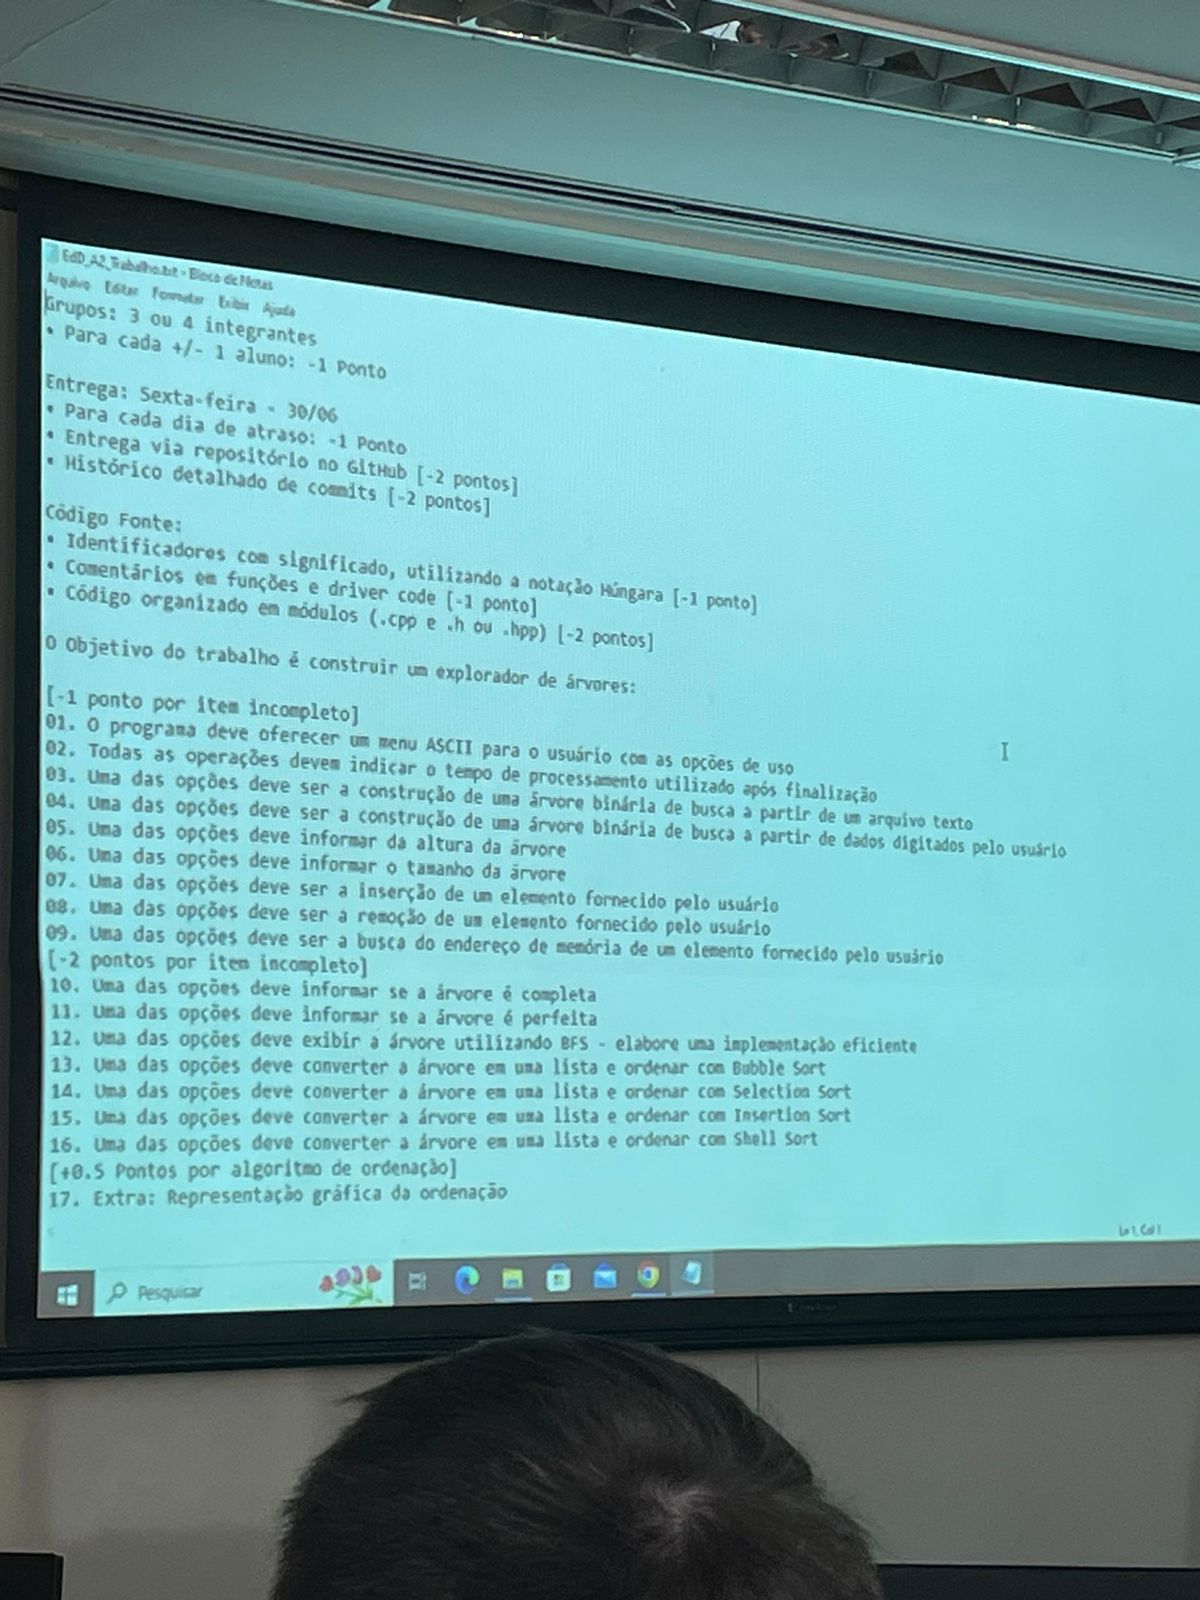 EdD_A2_Trabalho.txt - Bloco de Notas
Arquivo Editar Formatar Exibir Ajuda
Grupos: 3 ou 4 integrantes
• Para cada +/- 1 aluno: -1 Ponto
Entrega: Sexta-feira - 30/06
• Para cada dia de atraso: -1 Ponto
• Entrega via repositório no GitHub [-2 pontos]
• Histórico detalhado de commits [-2 pontos]
Código Fonte:
• Identificadores com significado, utilizando a notação Húngara [-1 ponto]
• Comentários em funções e driver code [-1 ponto]
• Código organizado em módulos (.cpp e .h ou .hpp) [-2 pontos]
O Objetivo do trabalho é construir um explorador de árvores:
[-1 ponto por item incompleto]
01. O programa deve oferecer um menu ASCII para o usuário com as opções de uso
02. Todas as operações devem indicar o tempo de processamento utilizado após finalização
03. Uma das opções deve ser a construção de uma árvore binária de busca a partir de um arquivo texto
04. Uma das opções deve ser a construção de uma árvore binária de busca a partir de dados digitados pelo usuário
05. Uma das opções deve informar da altura da árvore
06. Uma das opções deve informar o tamanho da árvore
07. Uma das opções deve ser a inserção de um elemento fornecido pelo usuário
08. Uma das opções deve ser a remoção de um elemento fornecido pelo usuário
09. Uma das opções deve ser a busca do endereço de memória de um elemento fornecido pelo usuário
[-2 pontos por item incompleto]
10. Uma das opções deve informar se a árvore é completa
11. Uma das opções deve informar se a árvore é perfeita
12. Uma das opções deve exibir a árvore utilizando BFS - elabore uma implementação eficiente
13. Uma das opções deve converter a árvore em uma lista e ordenar com Bubble Sort
14. Uma das opções deve converter a árvore em uma lista e ordenar com Selection Sort
15. Uma das opções deve converter a árvore em uma lista e ordenar com Insertion Sort
16. Uma das opções deve converter a árvore em uma lista e ordenar com Shell Sort
[+0.5 Pontos por algoritmo de ordenação]
17. Extra: Representação gráfica da ordenação
Ln 1, Col 1
Pesquisar